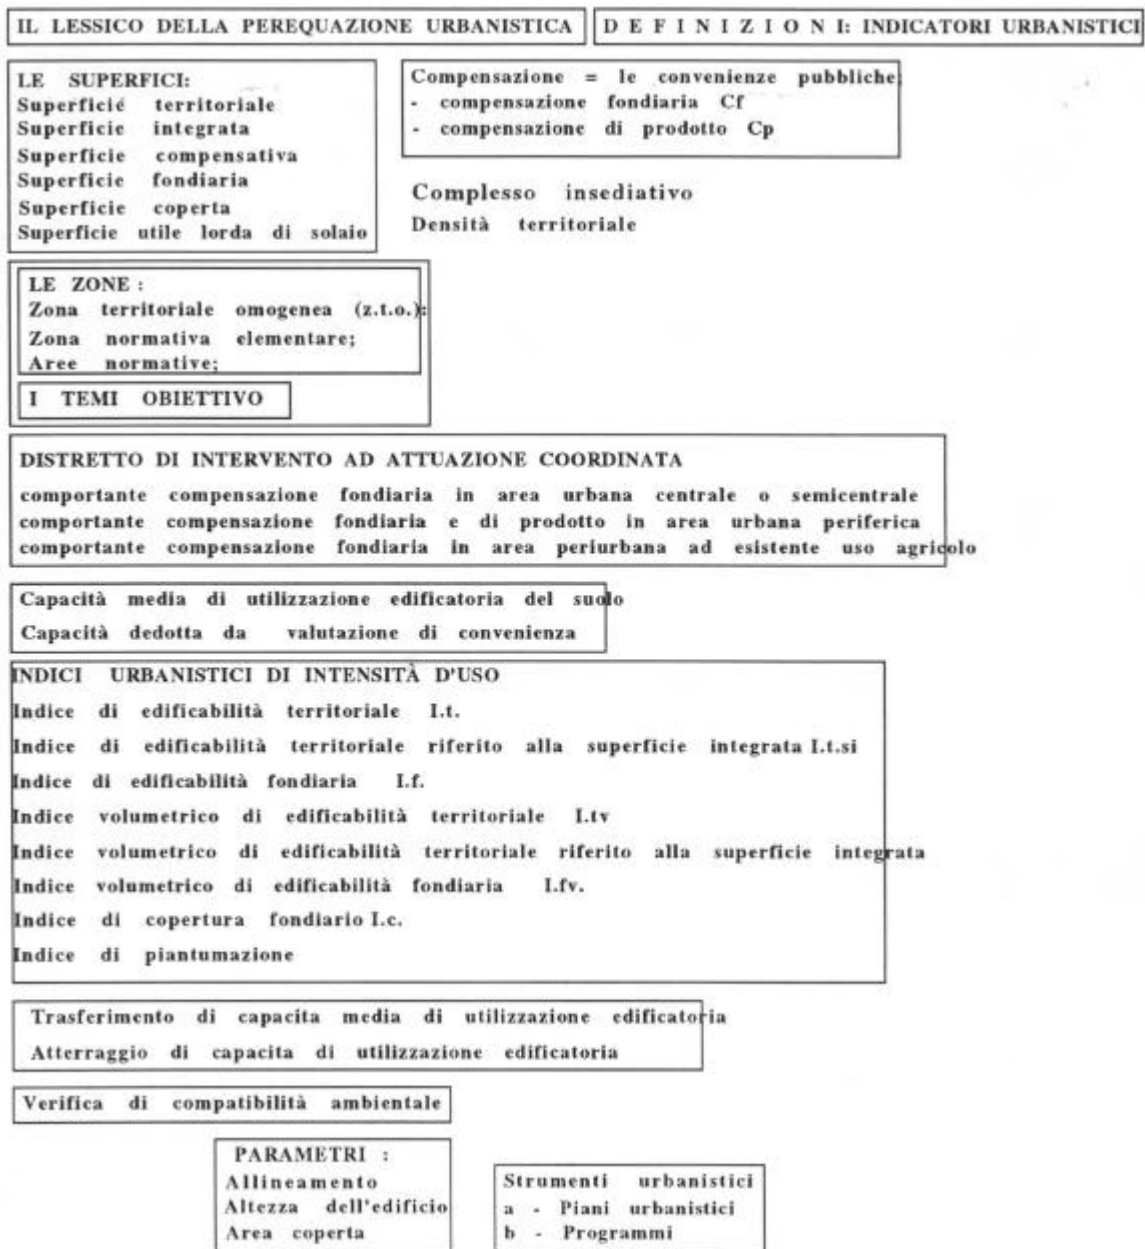 IL LESSICO DELLA PEREQUAZIONE URBANISTICA
D E F I N I Z I O N I: INDICATORI URBANISTICI
LE SUPERFICI:
Superficié territoriale
Superficie integrata
Superficie compensativa
Superficie fondiaria
Superficie coperta
Superficie utile lorda di solaio
Compensazione = le convenienze pubbliche;
- compensazione fondiaria Cf
- compensazione di prodotto Cp
Complesso insediativo
Densità territoriale
LE ZONE :
Zona territoriale omogenea (z.t.o.):
Zona normativa elementare;
Aree normative;
I TEMI OBIETTIVO
DISTRETTO DI INTERVENTO AD ATTUAZIONE COORDINATA
comportante compensazione fondiaria in area urbana centrale o semicentrale
comportante compensazione fondiaria e di prodotto in area urbana periferica
comportante compensazione fondiaria in area periurbana ad esistente uso agricolo
Capacità media di utilizzazione edificatoria del suolo
Capacità dedotta da valutazione di convenienza
INDICI URBANISTICI DI INTENSITÀ D'USO
Indice di edificabilità territoriale I.t.
Indice di edificabilità territoriale riferito alla superficie integrata I.t.si
Indice di edificabilità fondiaria I.f.
Indice volumetrico di edificabilità territoriale I.tv
Indice volumetrico di edificabilità territoriale riferito alla superficie integrata
Indice volumetrico di edificabilità fondiaria I.fv.
Indice di copertura fondiario I.c.
Indice di piantumazione
Trasferimento di capacita media di utilizzazione edificatoria
Atterraggio di capacita di utilizzazione edificatoria
Verifica di compatibilità ambientale
PARAMETRI :
Allineamento
Altezza dell'edificio
Area coperta
Strumenti urbanistici
a - Piani urbanistici
b - Programmi